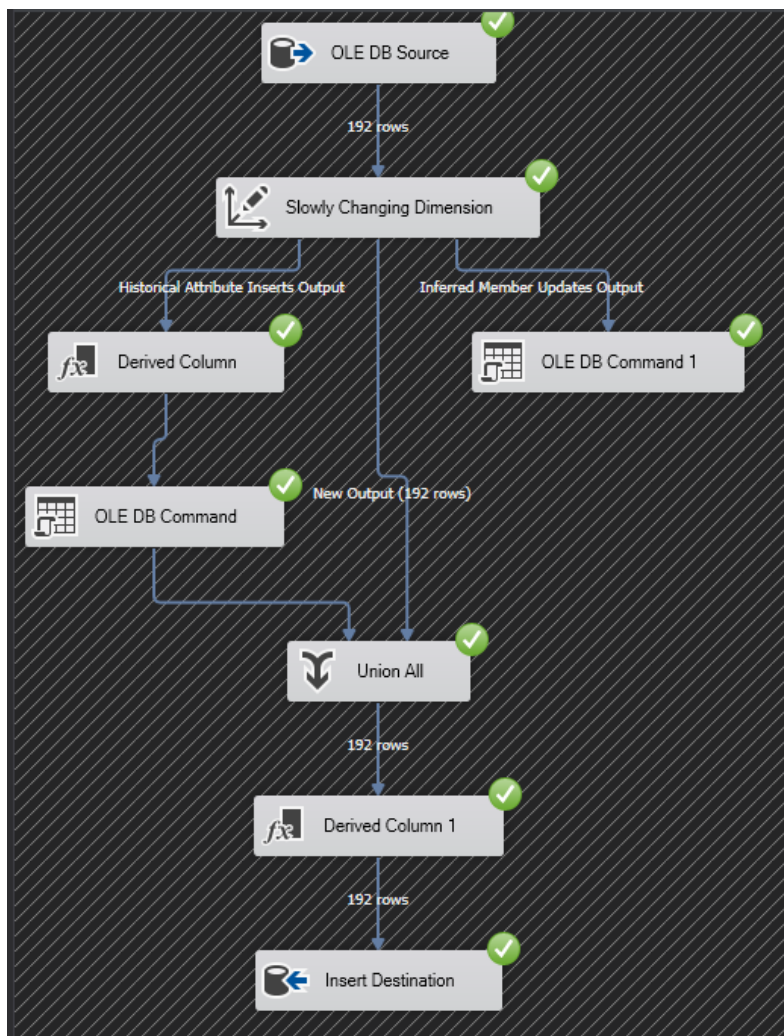 OLE DB Source
192 rows
Slowly Changing Dimension
Historical Attribute Inserts Output
Inferred Member Updates Output
fx Derived Column
OLE DB Command 1
New Output (192 rows)
OLE DB Command
Union All
192 rows
fx Derived Column 1
192 rows
Insert Destination